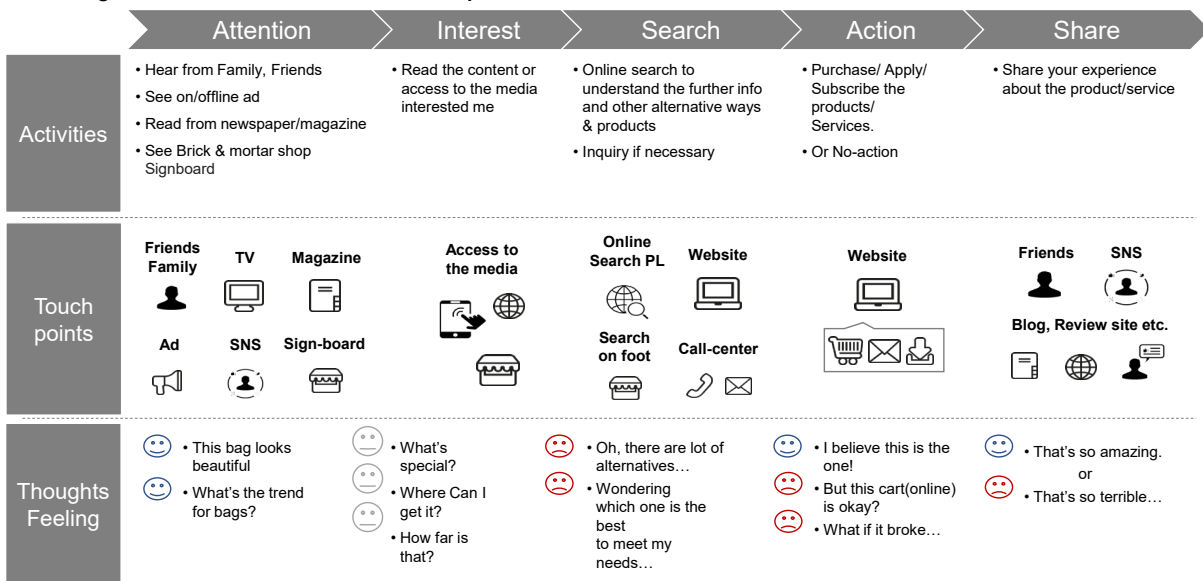 Attention
Interest
Search
Action
Share
Activities
• Hear from Family, Friends
• See on/offline ad
• Read from newspaper/magazine
• See Brick & mortar shop
Signboard
• Read the content or
access to the media
interested me
• Online search to
understand the further info
and other alternative ways
& products
• Inquiry if necessary
• Purchase/ Apply/
Subscribe the
products/
Services.
• Or No-action
• Share your experience
about the product/service
Touch
points
Friends
Family
TV
Magazine
Ad
SNS
Sign-board
Access to
the media
Online
Search PL
Website
Search
on foot
Call-center
Website
Friends
SNS
Blog, Review site etc.
Thoughts
Feeling
• This bag looks
beautiful
• What's the trend
for bags?
• What's
special?
• Where Can I
get it?
• How far is
that?
• Oh, there are lot of
alternatives…
• Wondering
which one is the
best
to meet my
needs…
• I believe this is the
one!
• But this cart(online)
is okay?
• What if it broke…
• That's so amazing.
or
• That's so terrible…